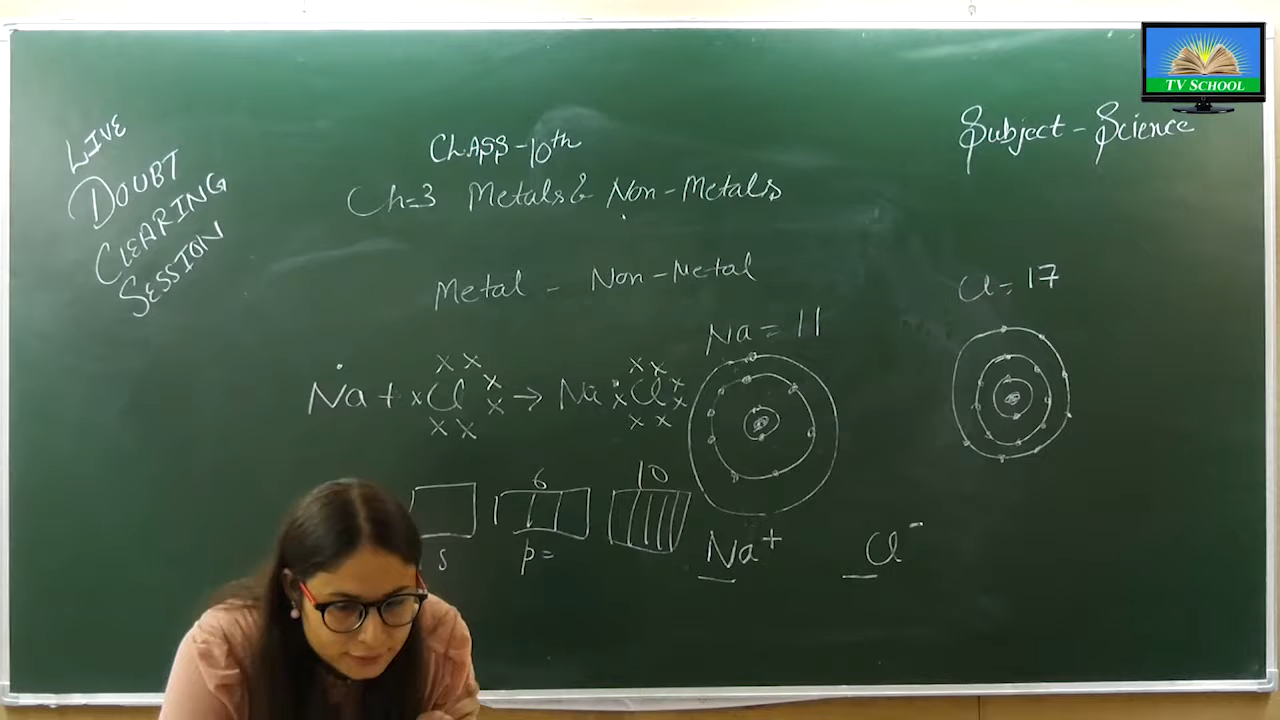 TV SCHOOL
LIVE
DOUBT
CLEARING
SESSION
CLASS-10th
Subject - Science
Ch=3 Metals & Non-Metals
Metal - Non-Metal
Cl = 17
Na = 11
Na + Cl → Na Cl
6
10
s
p=
Na+
Cl-